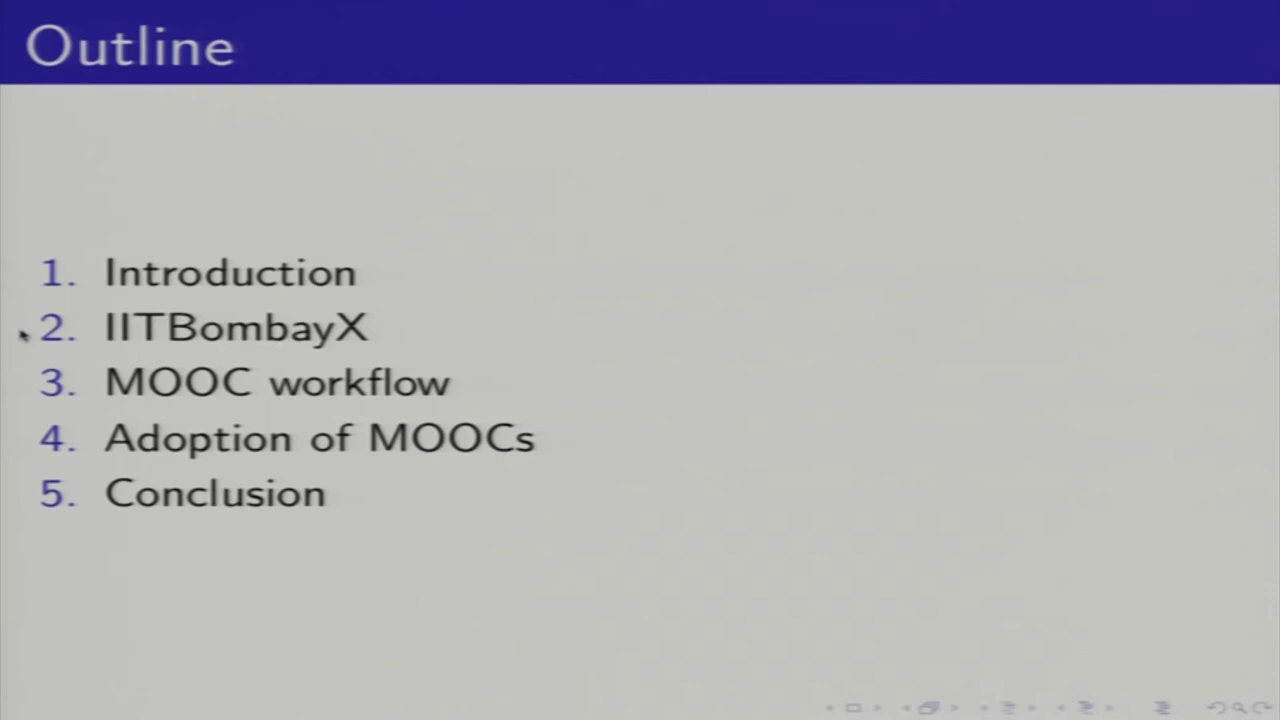 Outline
1. Introduction
2. IITBombayX
3. MOOC workflow
4. Adoption of MOOCs
5. Conclusion